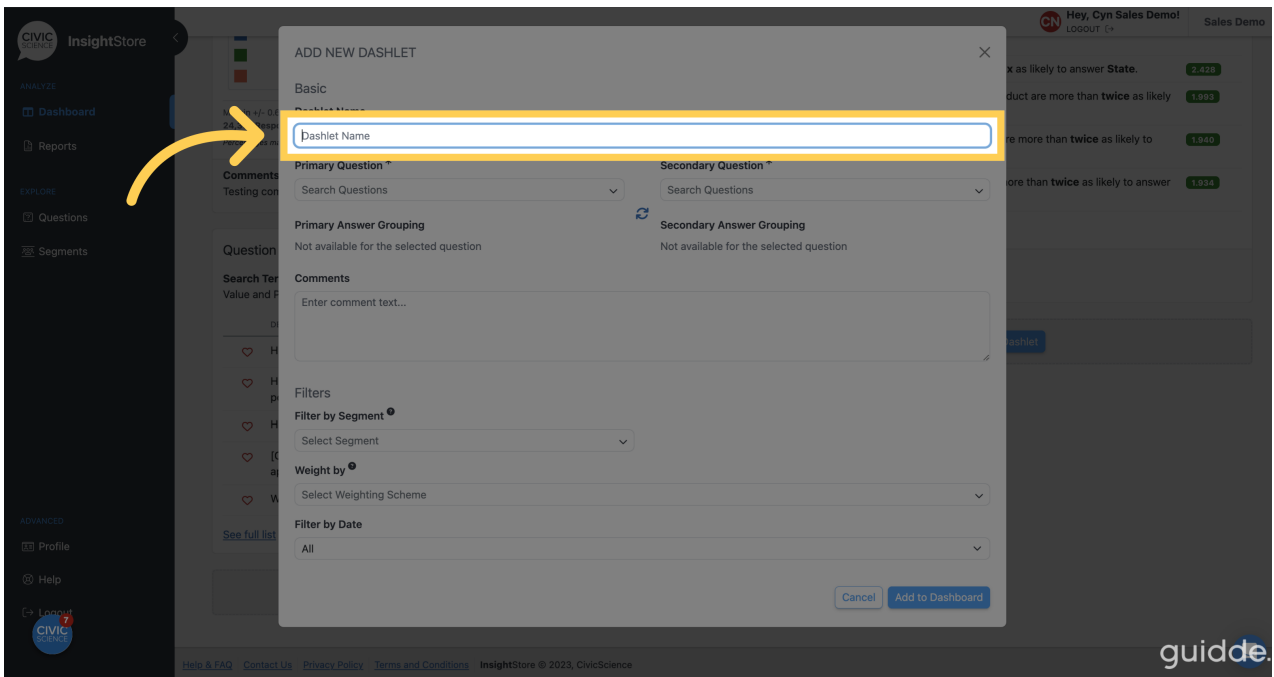 CIVIC
SCIENCE
InsightStore
Hey, Cyn Sales Demo!
CN
LOGOUT
Sales Demo
ANALYZE
Dashboard
Reports
EXPLORE
Questions
Segments
ADVANCED
Profile
Help
Logout
7
CIVIC
SCIENCE
ADD NEW DASHLET
Basic
Dashlet Name
Primary Question *
Secondary Question *
Search Questions
Search Questions
Primary Answer Grouping
Secondary Answer Grouping
Not available for the selected question
Not available for the selected question
Comments
Enter comment text...
Filters
Filter by Segment
Select Segment
Weight by
Select Weighting Scheme
Filter by Date
All
Cancel
Add to Dashboard
x as likely to answer State.
2.428
duct are more than twice as likely
1.993
re more than twice as likely to
1.940
ore than twice as likely to answer
1.934
Comments
Testing con
Question
Search Ter
Value and P
See full list
Help & FAQ Contact Us Privacy Policy Terms and Conditions InsightStore © 2023, CivicScience
guidde.